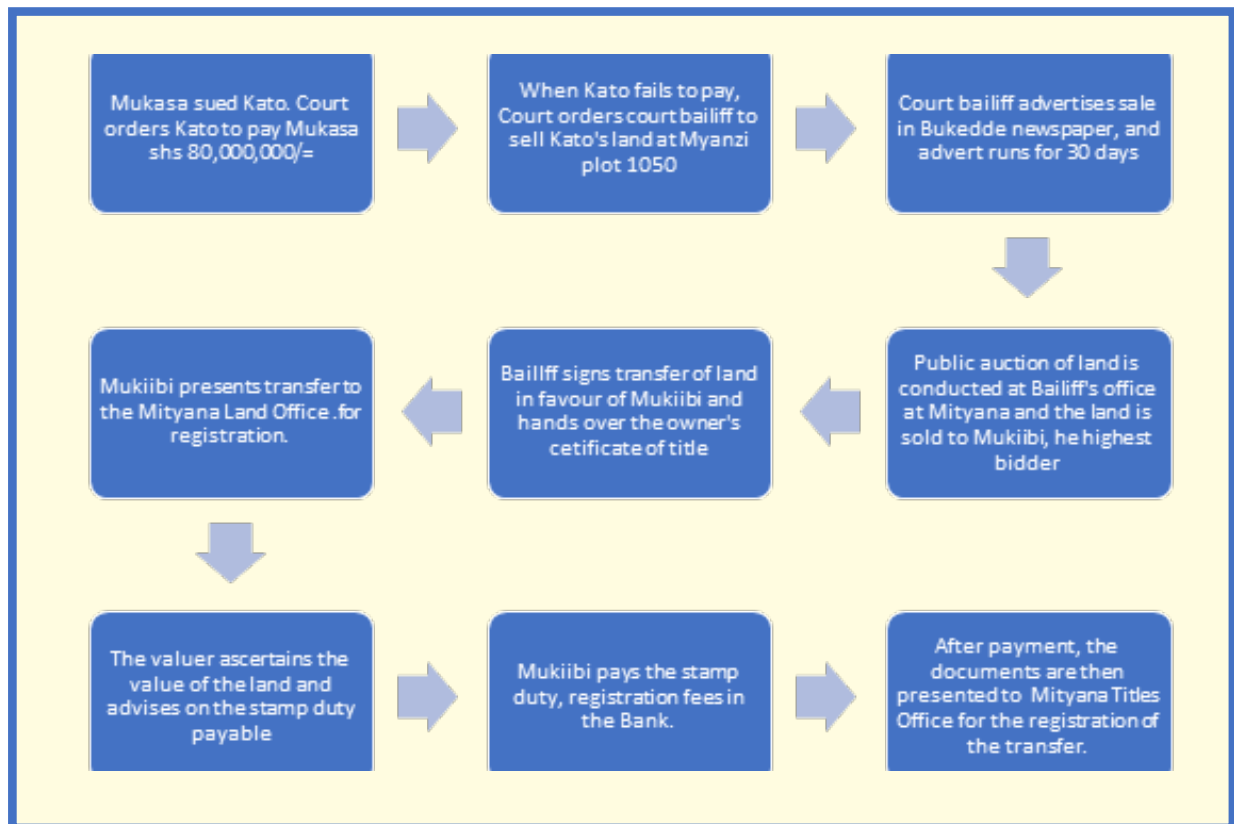 Mukasa sued Kato. Court
orders Kato to pay Mukasa
shs 80,000,000/=
When Kato fails to pay,
Court orders court bailiff to
sell Kato's land at Myanzi
plot 1050
Court bailiff advertises sale
in Bukedde newspaper, and
advert runs for 30 days
Public auction of land is
conducted at Bailiff's office
at Mityana and the land is
sold to Mukiibi, he highest
bidder
Bailiff signs transfer of land
in favour of Mukiibi and
hands over the owner's
cetificate of title
Mukiibi presents transfer to
the Mityana Land Office .for
registration.
The valuer ascertains the
value of the land and
advises on the stamp duty
payable
Mukiibi pays the stamp
duty, registration fees in
the Bank.
After payment, the
documents are then
presented to Mityana Titles
Office for the registration of
the transfer.